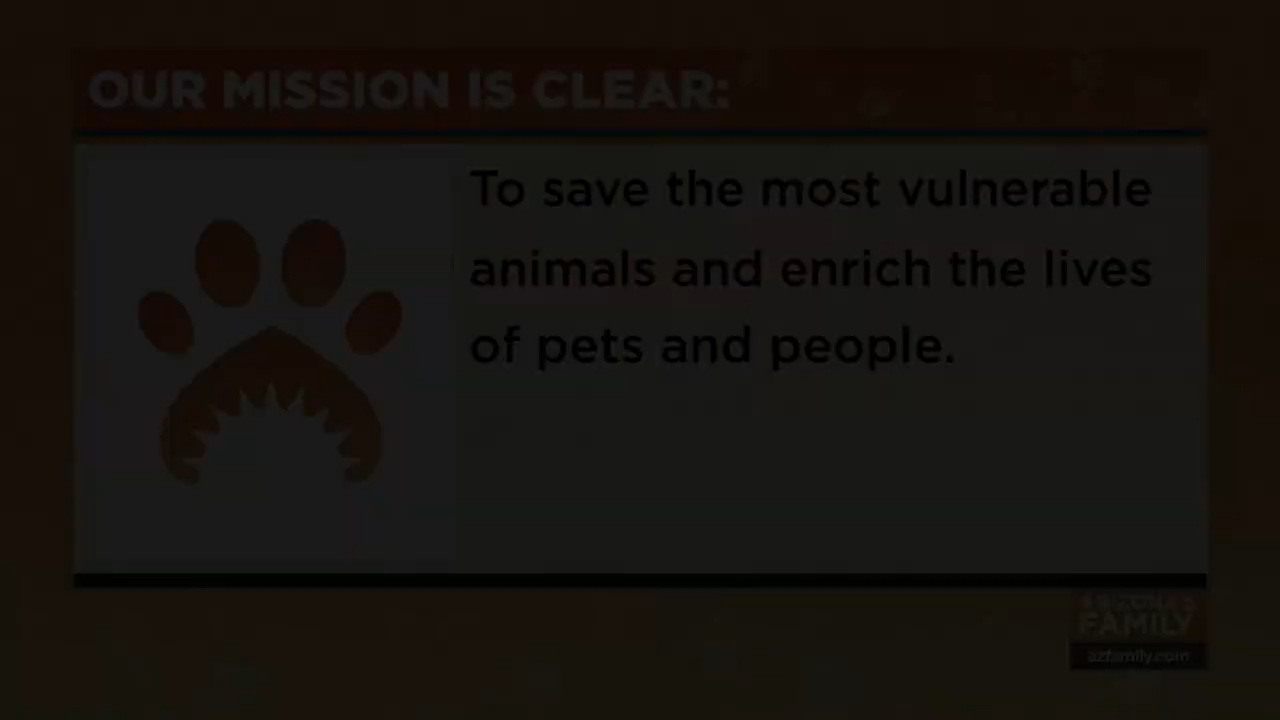 OUR MISSION IS CLEAR:
To save the most vulnerable
animals and enrich the lives
of pets and people.
ARIZONA'S
FAMILY
azfamily.com